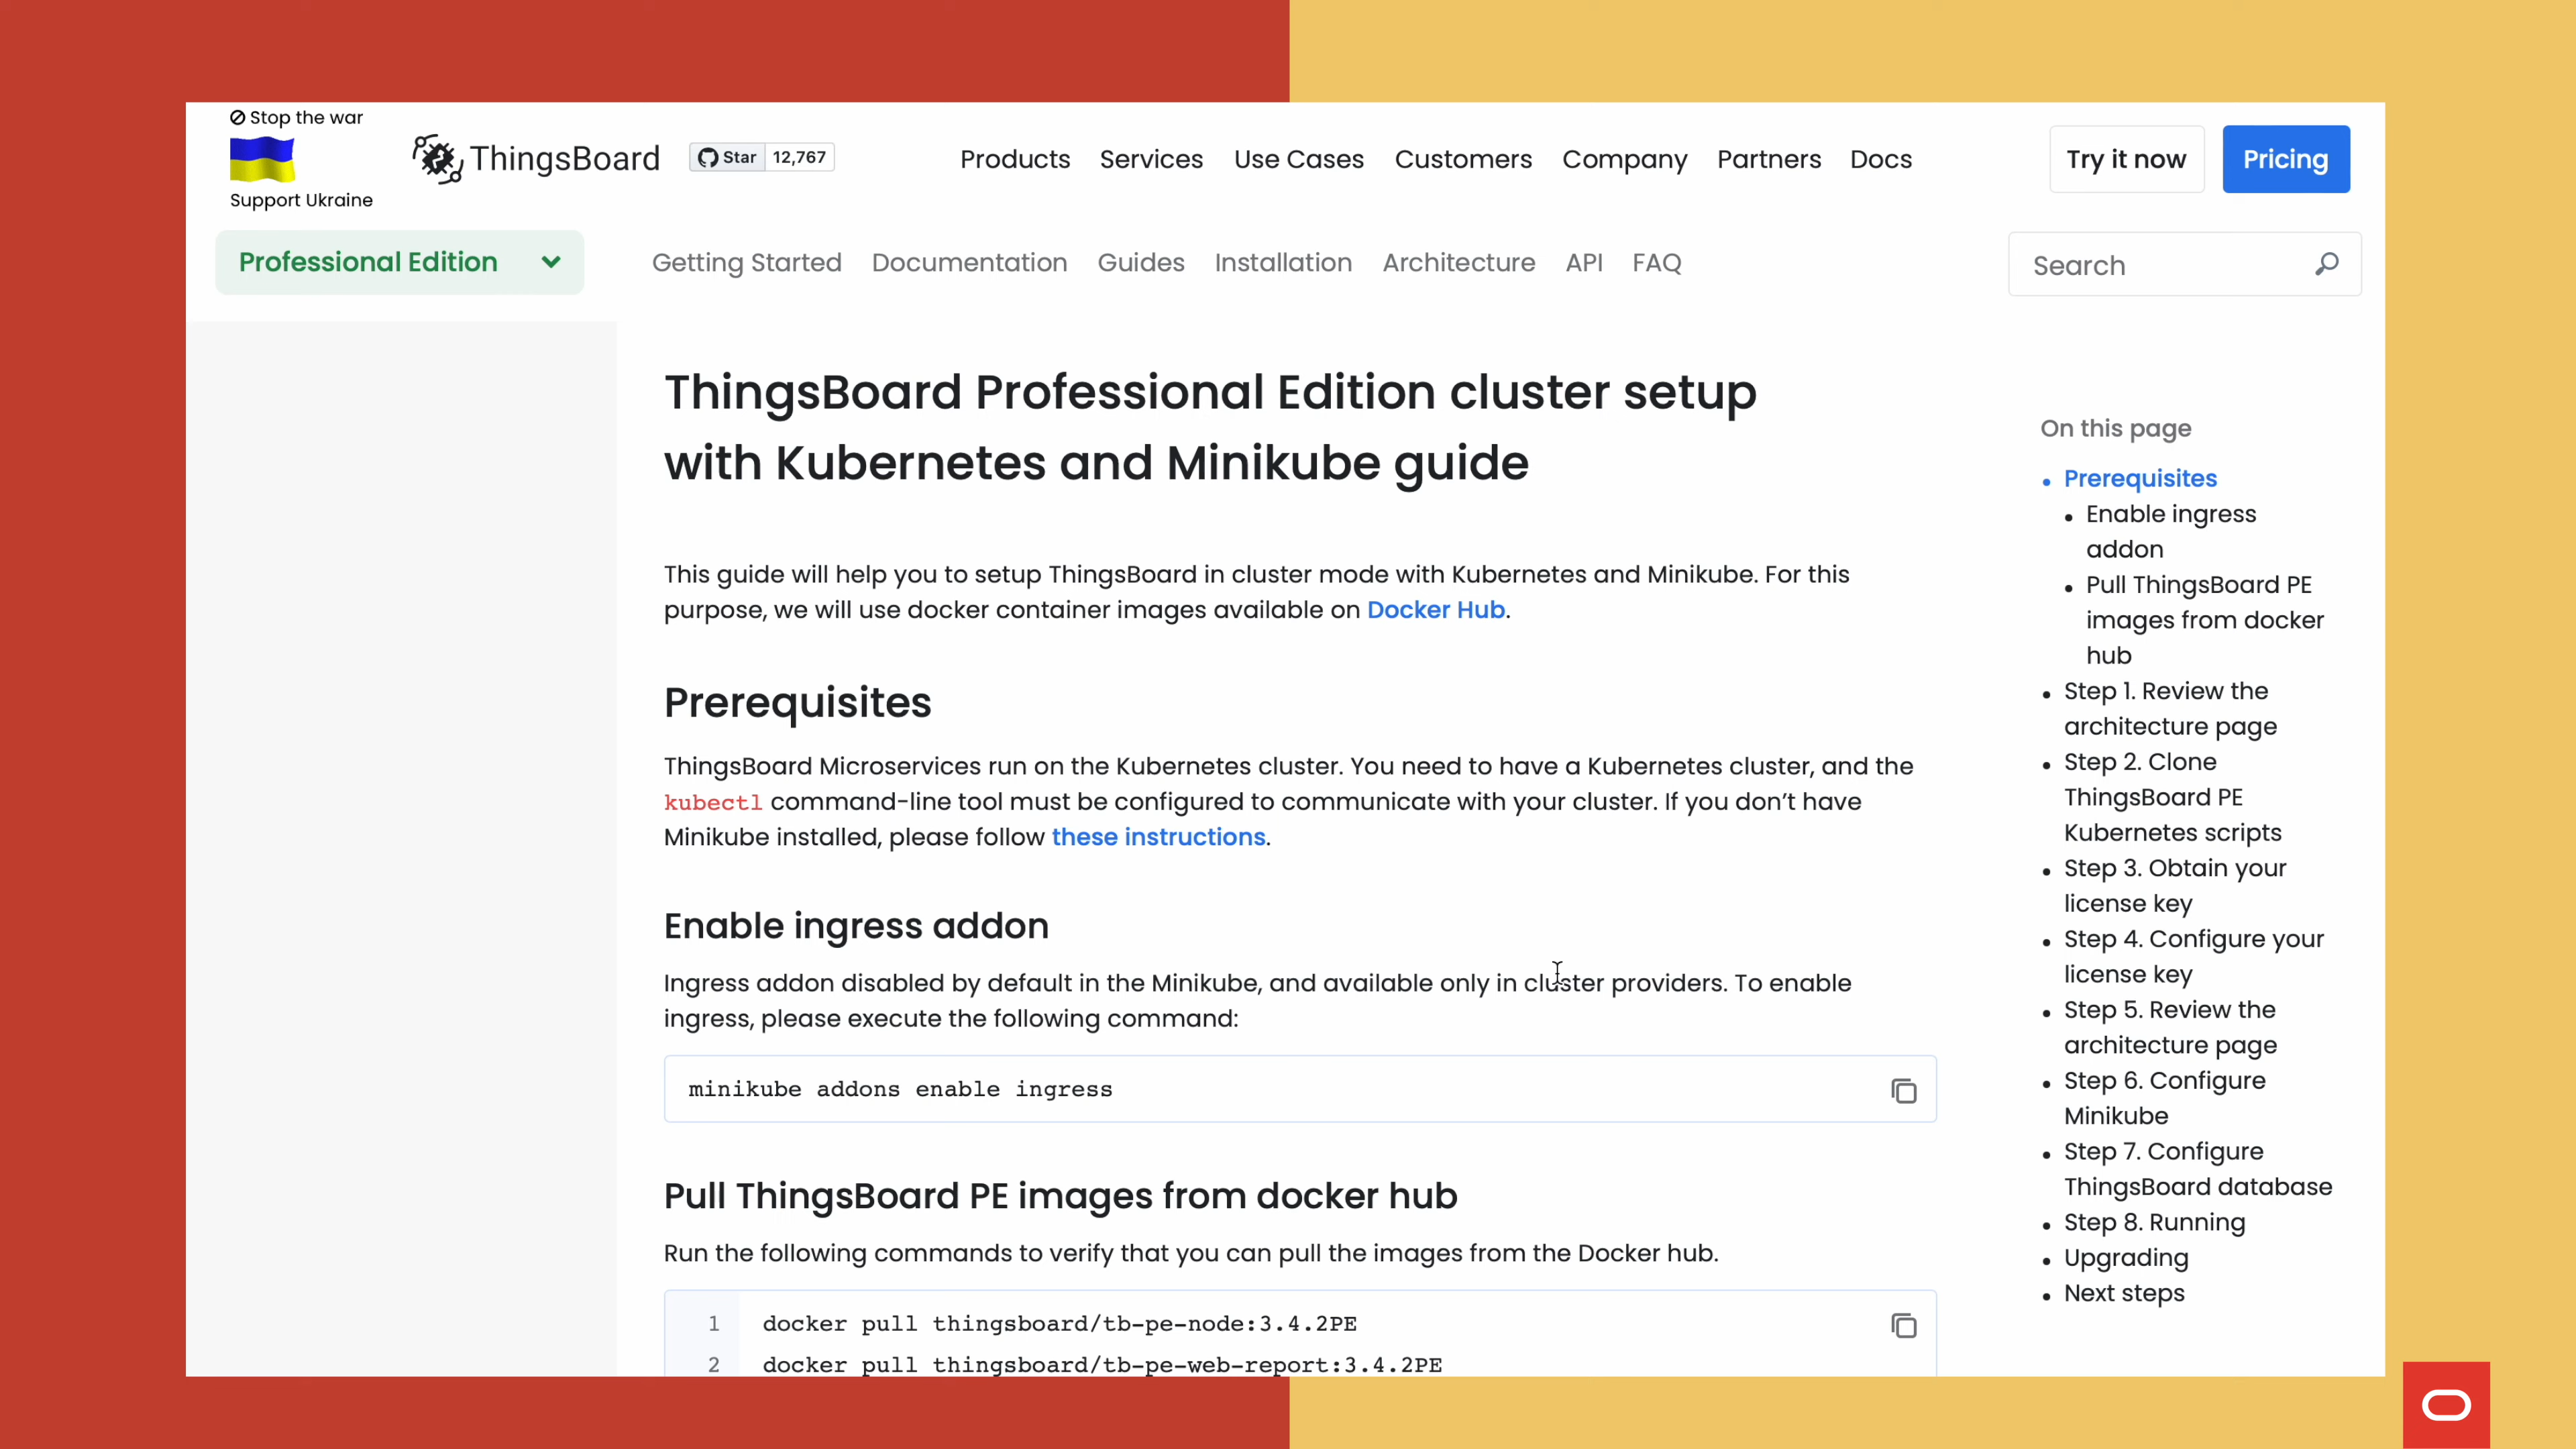 Stop the war
Support Ukraine
ThingsBoard
Star 12,767
Products Services Use Cases Customers Company Partners Docs
Try it now
Pricing
Professional Edition
Getting Started Documentation Guides Installation Architecture API FAQ
Search
ThingsBoard Professional Edition cluster setup
with Kubernetes and Minikube guide
This guide will help you to setup ThingsBoard in cluster mode with Kubernetes and Minikube. For this
purpose, we will use docker container images available on Docker Hub.
Prerequisites
ThingsBoard Microservices run on the Kubernetes cluster. You need to have a Kubernetes cluster, and the
kubectl command-line tool must be configured to communicate with your cluster. If you don’t have
Minikube installed, please follow these instructions.
Enable ingress addon
Ingress addon disabled by default in the Minikube, and available only in cluster providers. To enable
ingress, please execute the following command:
minikube addons enable ingress
Pull ThingsBoard PE images from docker hub
Run the following commands to verify that you can pull the images from the Docker hub.
1 docker pull thingsboard/tb-pe-node:3.4.2PE
2 docker pull thingsboard/tb-pe-web-report:3.4.2PE
On this page
Prerequisites
Enable ingress
addon
Pull ThingsBoard PE
images from docker
hub
Step 1. Review the
architecture page
Step 2. Clone
ThingsBoard PE
Kubernetes scripts
Step 3. Obtain your
license key
Step 4. Configure your
license key
Step 5. Review the
architecture page
Step 6. Configure
Minikube
Step 7. Configure
ThingsBoard database
Step 8. Running
Upgrading
Next steps